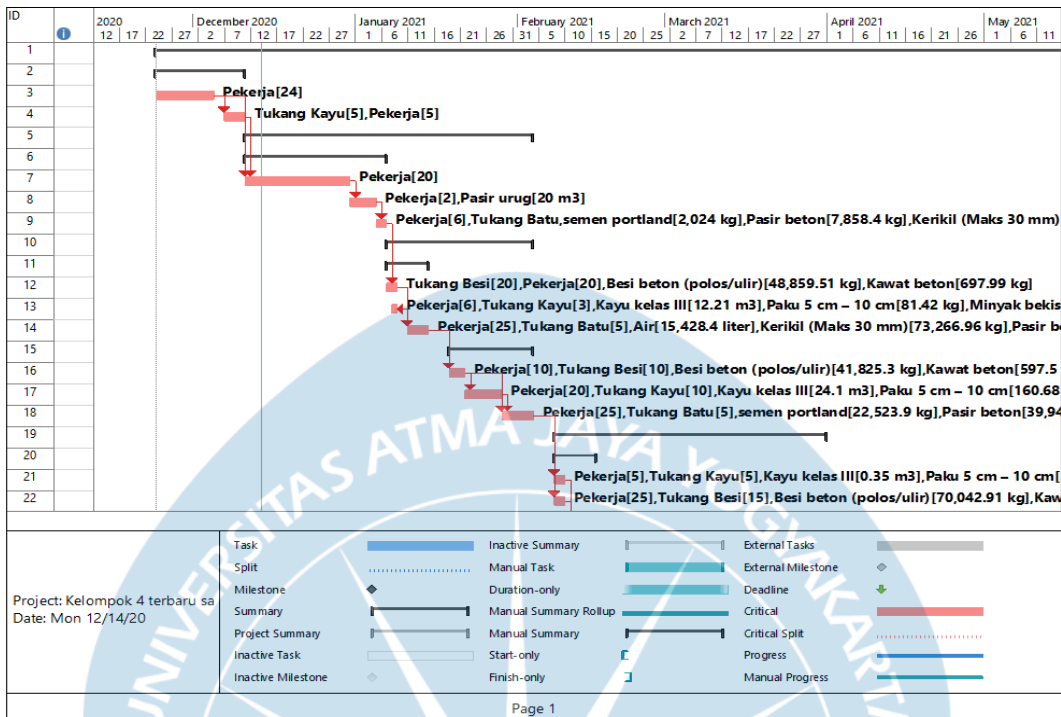 ID
2020 December 2020 January 2021 February 2021 March 2021 April 2021 May 2021
12 17 22 27 2 7 12 17 22 27 1 6 11 16 21 26 31 5 10 15 20 25 2 7 12 17 22 27 1 6 11 16 21 26 1 6 11
1
2
3 Pekerja[24]
4 Tukang Kayu[5],Pekerja[5]
5
6
7 Pekerja[20]
8 Pekerja[2],Pasir urug[20 m3]
9 Pekerja[6],Tukang Batu,semen portland[2,024 kg],Pasir beton[7,858.4 kg],Kerikil (Maks 30 mm)
10
11
12 Tukang Besi[20],Pekerja[20],Besi beton (polos/ulir)[48,859.51 kg],Kawat beton[697.99 kg]
13 Pekerja[6],Tukang Kayu[3],Kayu kelas III[12.21 m3],Paku 5 cm – 10 cm[81.42 kg],Minyak bekis
14 Pekerja[25],Tukang Batu[5],Air[15,428.4 liter],Kerikil (Maks 30 mm)[73,266.96 kg],Pasir be
15
16 Pekerja[10],Tukang Besi[10],Besi beton (polos/ulir)[41,825.3 kg],Kawat beton[597.5
17 Pekerja[20],Tukang Kayu[10],Kayu kelas III[24.1 m3],Paku 5 cm – 10 cm[160.68
18 Pekerja[25],Tukang Batu[5],semen portland[22,523.9 kg],Pasir beton[39,94
19
20
21 Pekerja[5],Tukang Kayu[5],Kayu kelas III[0.35 m3],Paku 5 cm – 10 cm[
22 Pekerja[25],Tukang Besi[15],Besi beton (polos/ulir)[70,042.91 kg],Kaw
UNIVERSITAS ATMA JAYA YOGYAKARTA
Project: Kelompok 4 terbaru sa
Date: Mon 12/14/20
Task Inactive Summary External Tasks
Split Manual Task External Milestone
Milestone Duration-only Deadline
Summary Manual Summary Rollup Critical
Project Summary Manual Summary Critical Split
Inactive Task Start-only Progress
Inactive Milestone Finish-only Manual Progress
Page 1